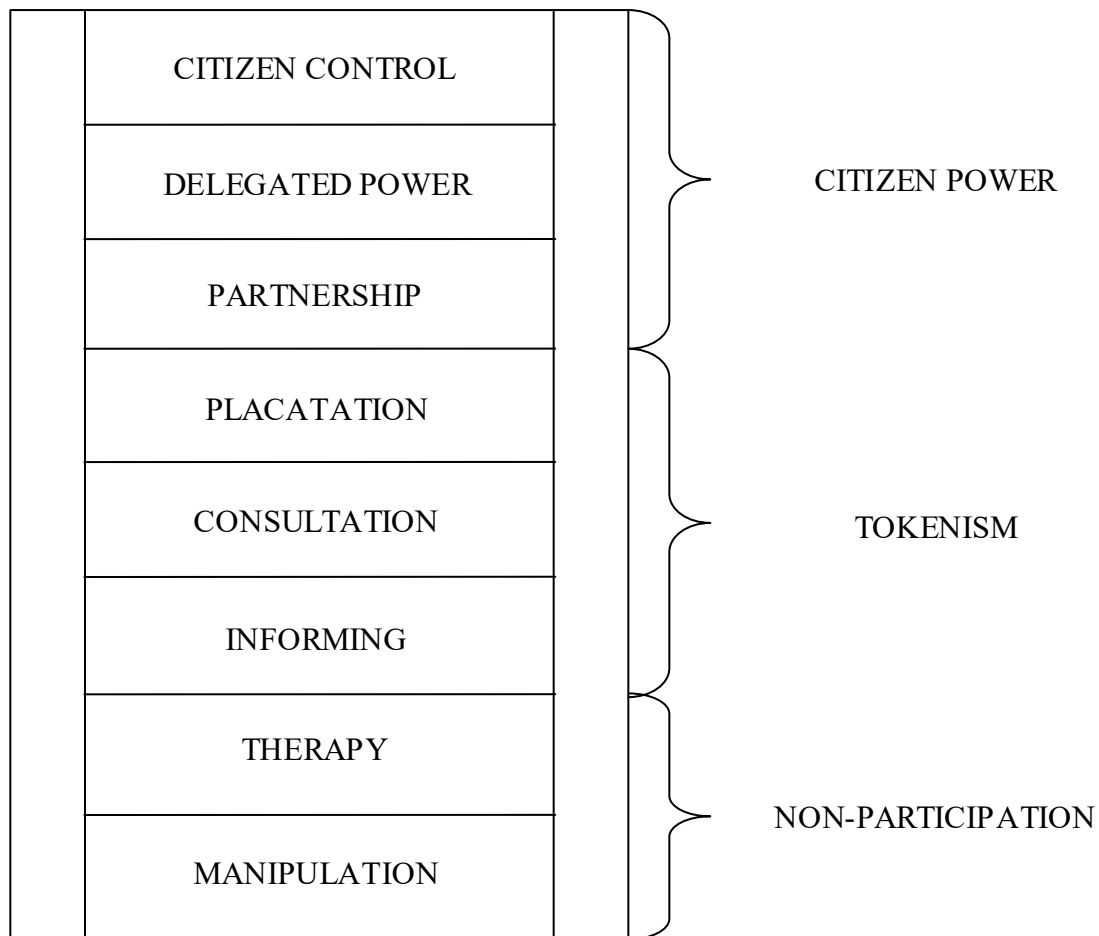 CITIZEN CONTROL
DELEGATED POWER
CITIZEN POWER
PARTNERSHIP
PLACATATION
CONSULTATION
TOKENISM
INFORMING
THERAPY
NON-PARTICIPATION
MANIPULATION